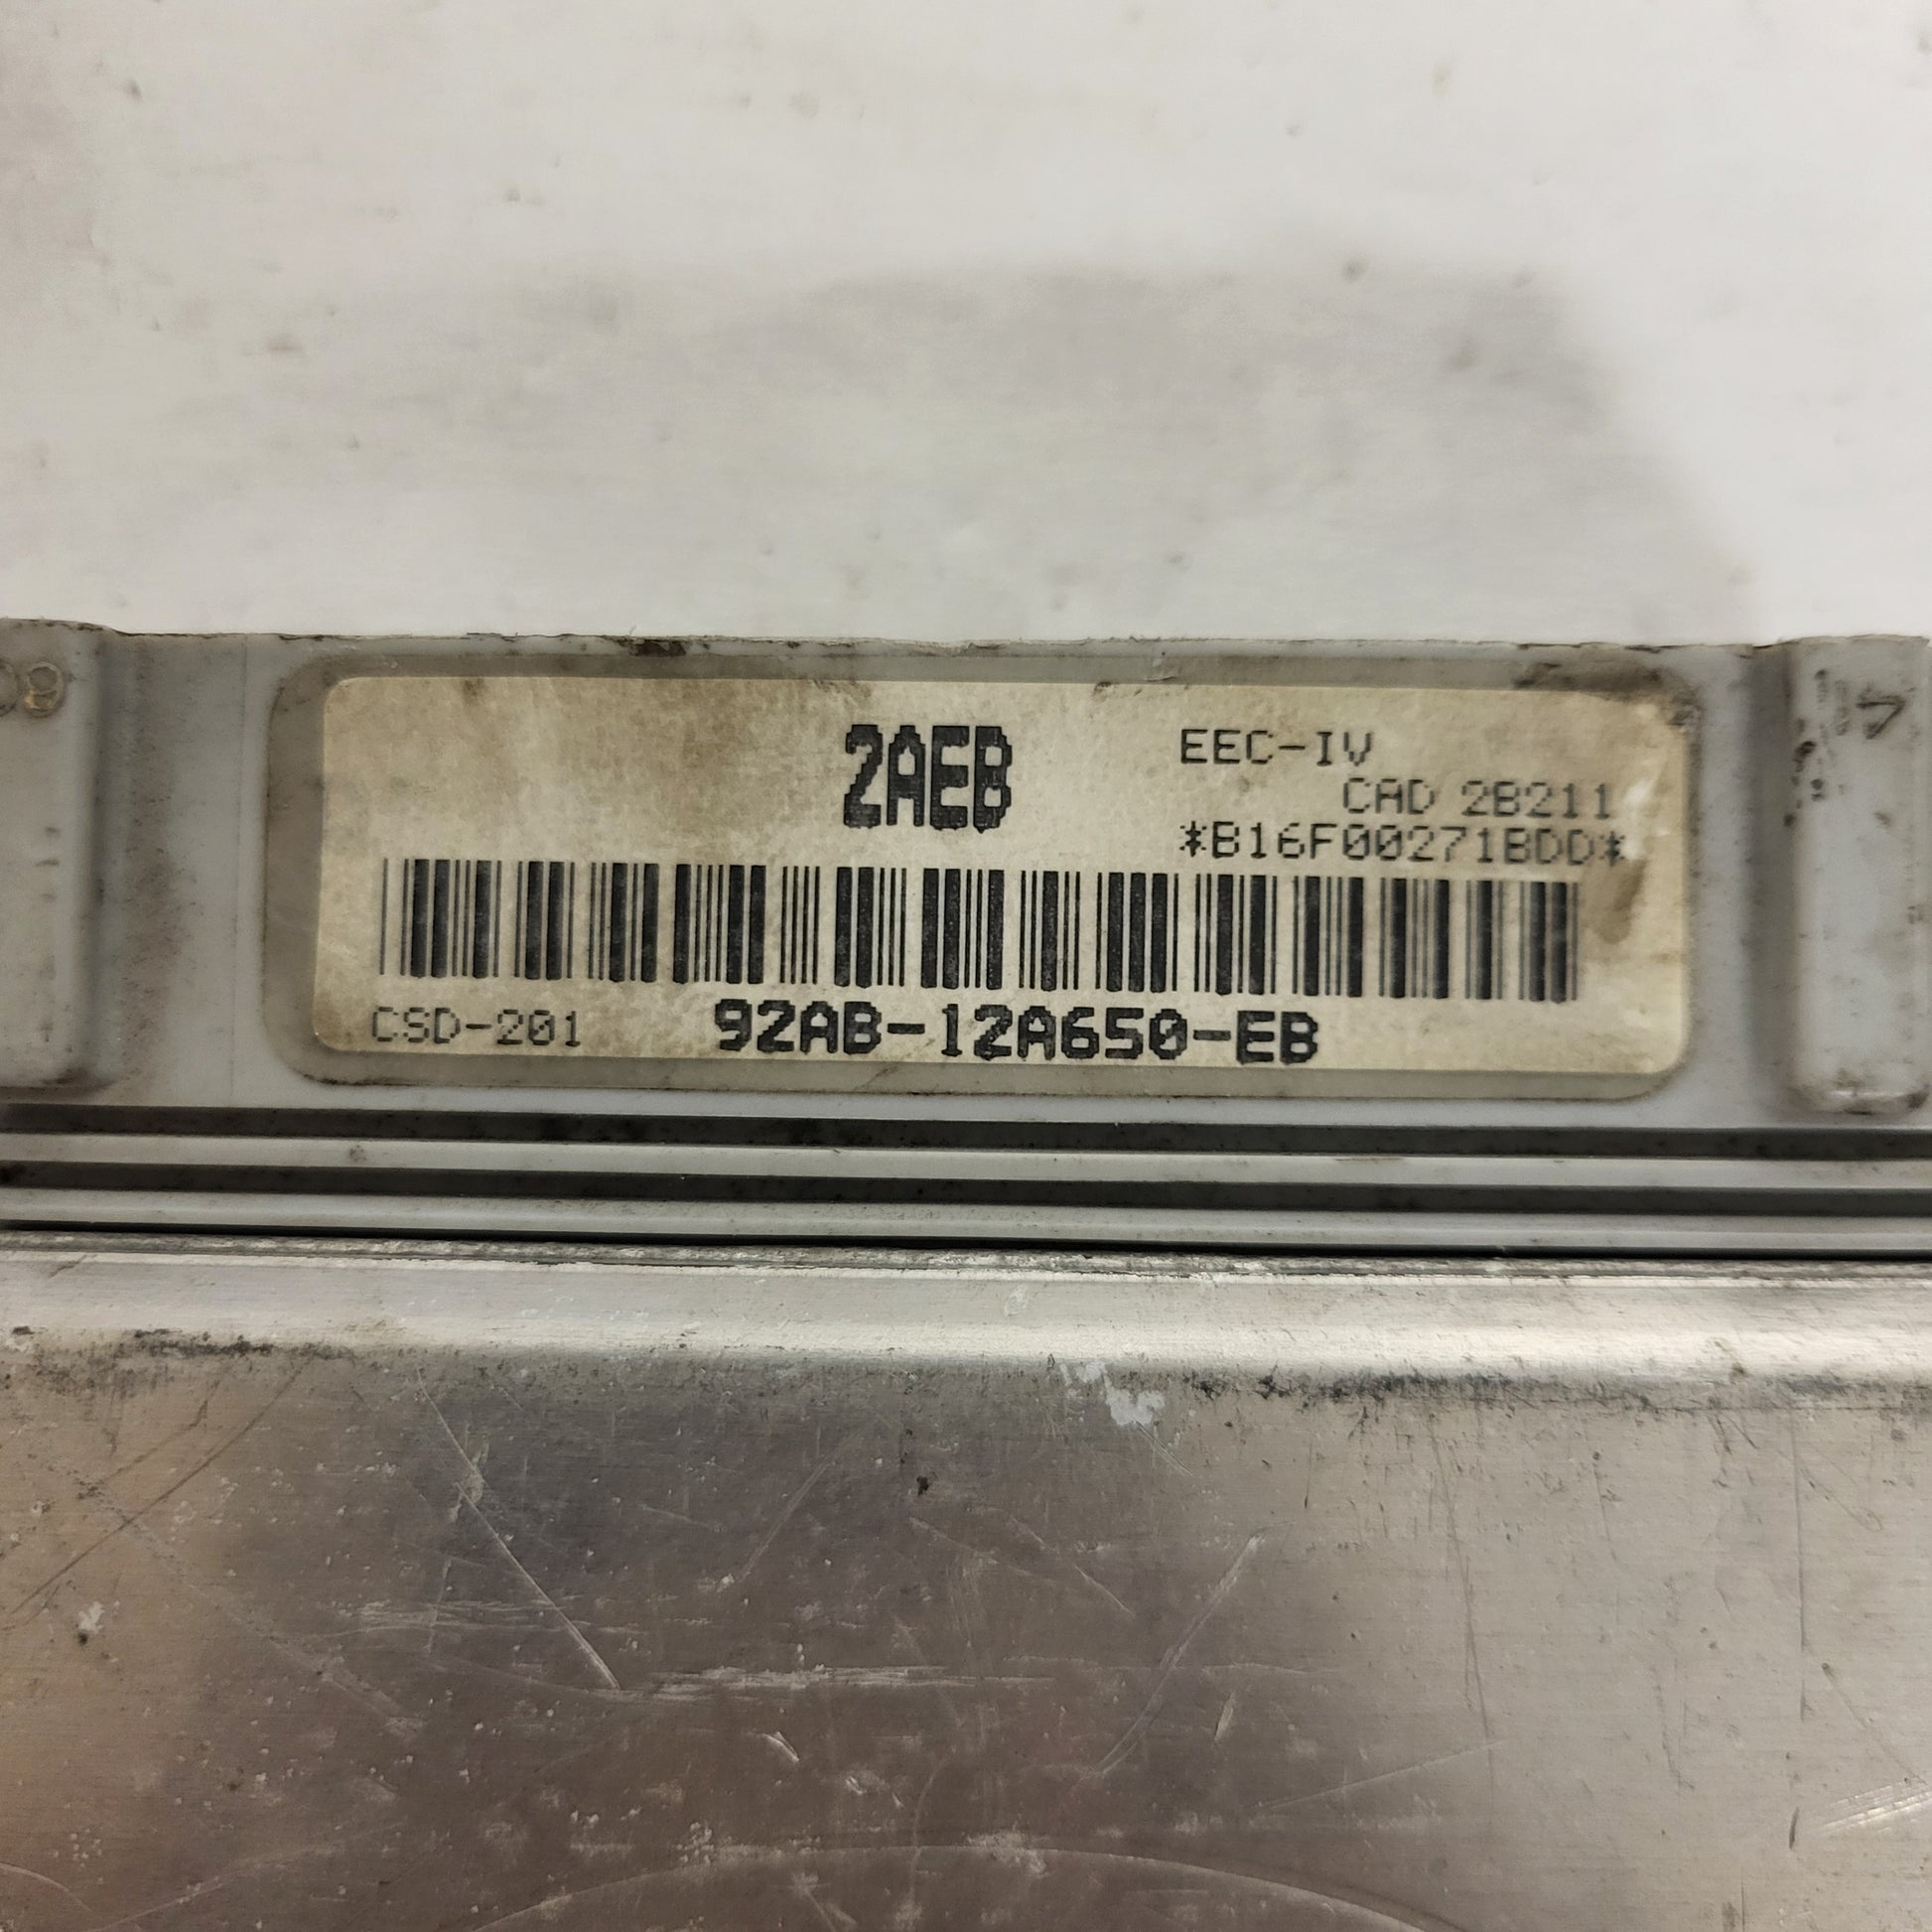 2AEB
EEC-IV
CAD 2B211
*B16F00271BDD*
CSD-201
92AB-12A650-EB